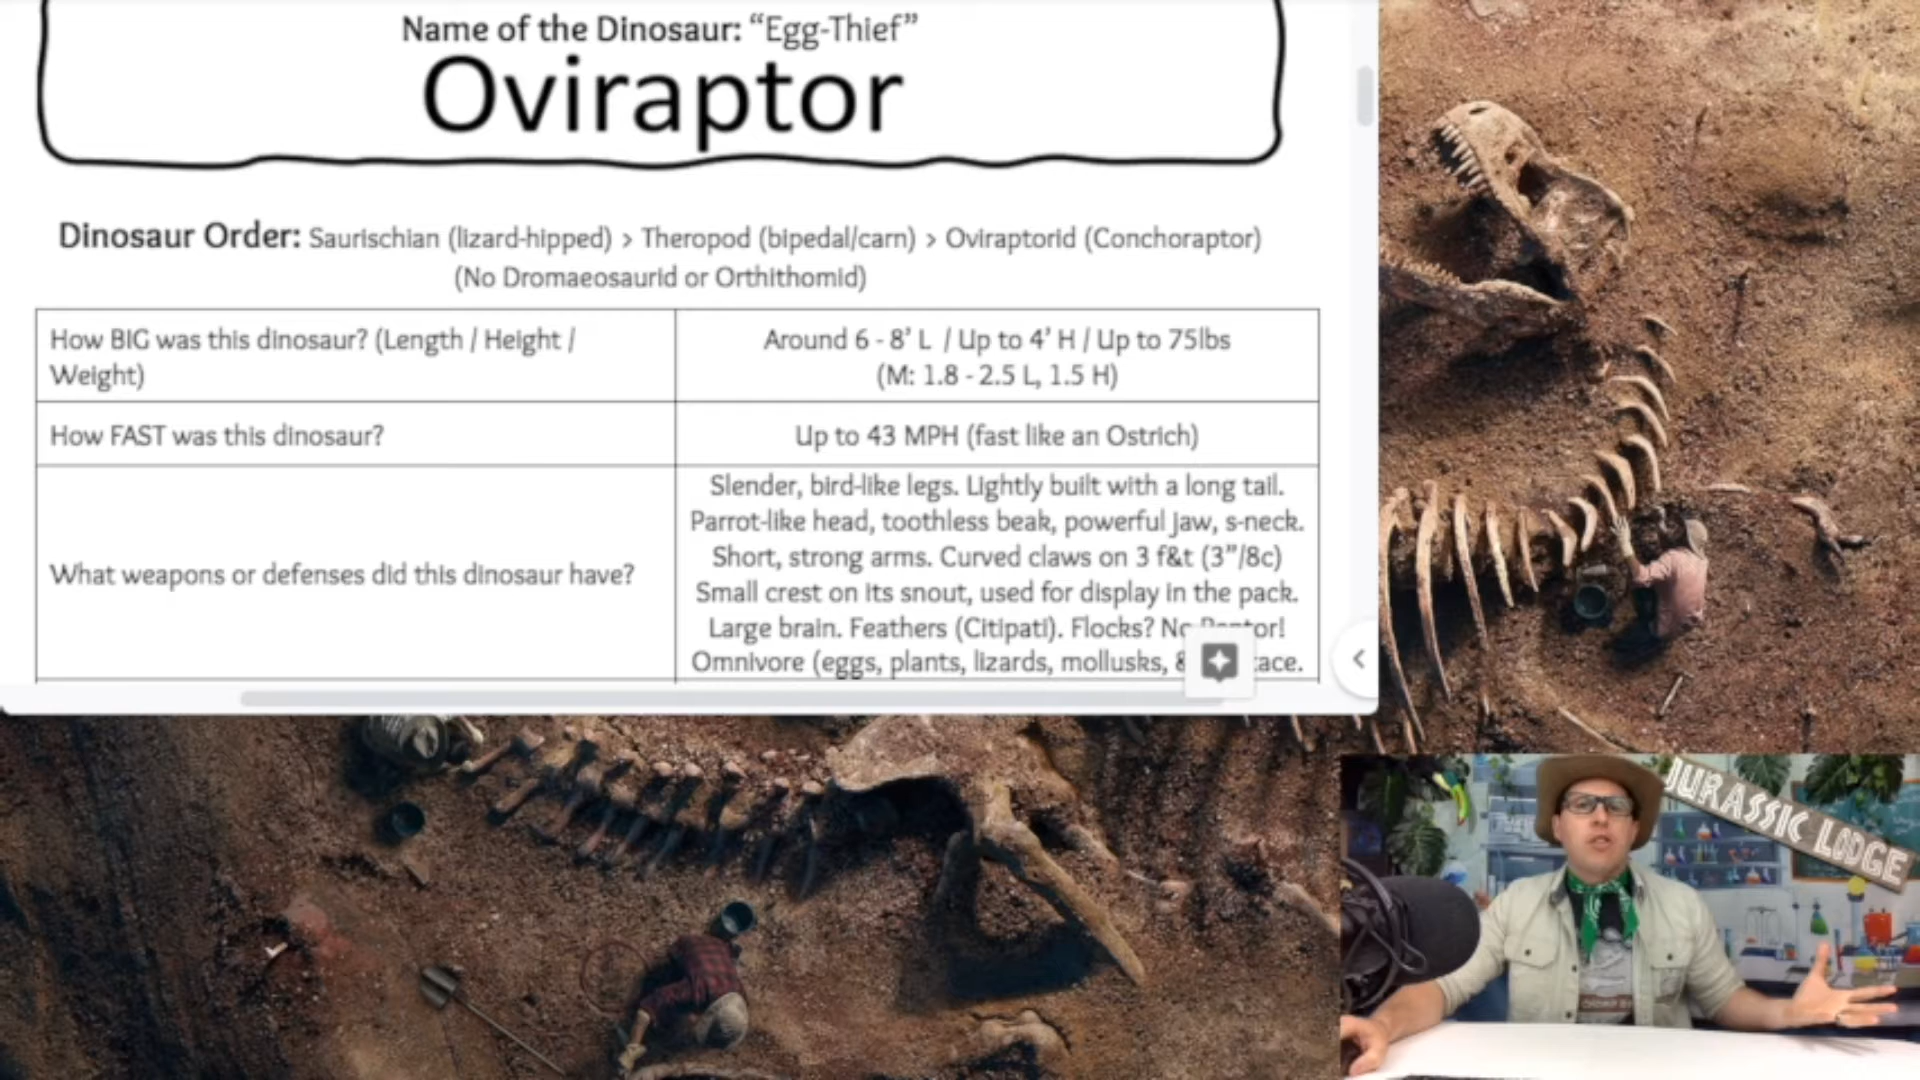 Name of the Dinosaur: “Egg-Thief”
Oviraptor
Dinosaur Order: Saurischian (lizard-hipped) > Theropod (bipedal/carn) > Oviraptorid (Conchoraptor)
(No Dromaeosaurid or Orthithomid)
How BIG was this dinosaur? (Length / Height /
Weight)
Around 6 - 8’ L / Up to 4’ H / Up to 75lbs
(M: 1.8 - 2.5 L, 1.5 H)
How FAST was this dinosaur?
Up to 43 MPH (fast like an Ostrich)
What weapons or defenses did this dinosaur have?
Slender, bird-like legs. Lightly built with a long tail.
Parrot-like head, toothless beak, powerful jaw, s-neck.
Short, strong arms. Curved claws on 3 f&t (3”/8c)
Small crest on its snout, used for display in the pack.
Large brain. Feathers (Citipati). Flocks? No Raptor!
Omnivore (eggs, plants, lizards, mollusks, &
JURASSIC LODGE